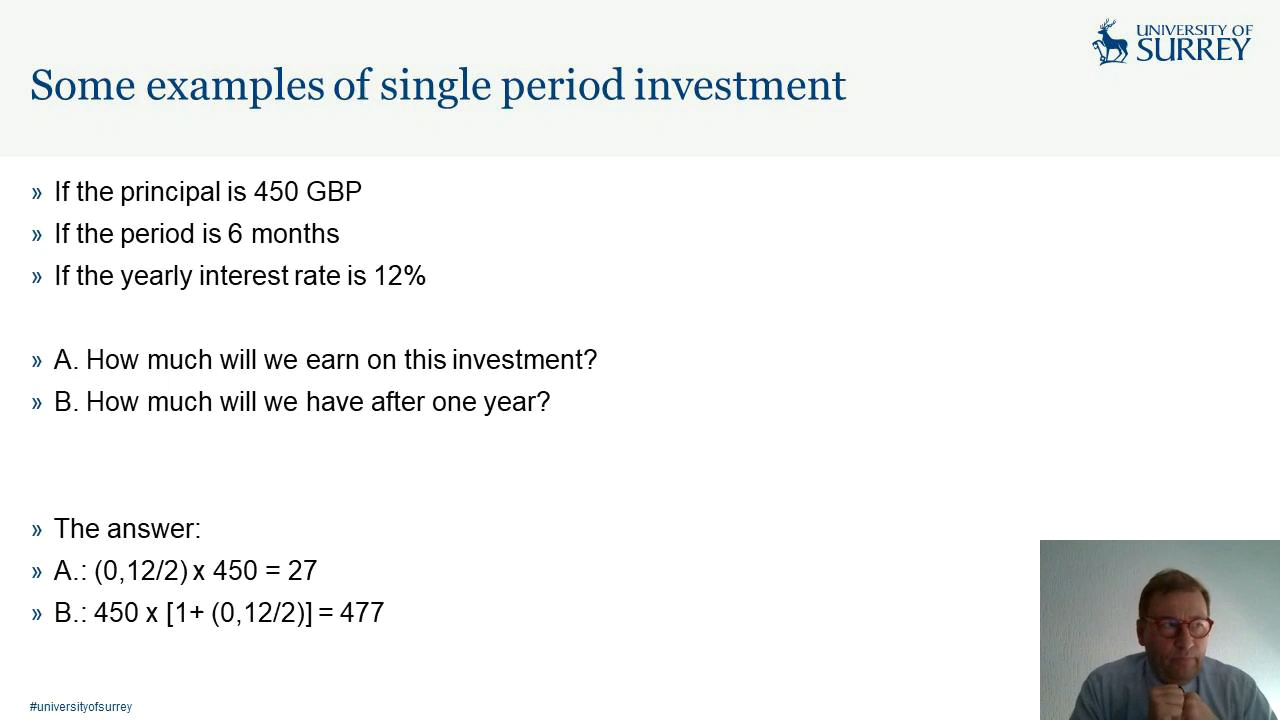 UNIVERSITY OF
SURREY
Some examples of single period investment
» If the principal is 450 GBP
» If the period is 6 months
» If the yearly interest rate is 12%
» A. How much will we earn on this investment?
» B. How much will we have after one year?
» The answer:
» A.: (0,12/2) x 450 = 27
» B.: 450 x [1+ (0,12/2)] = 477
#universityofsurrey